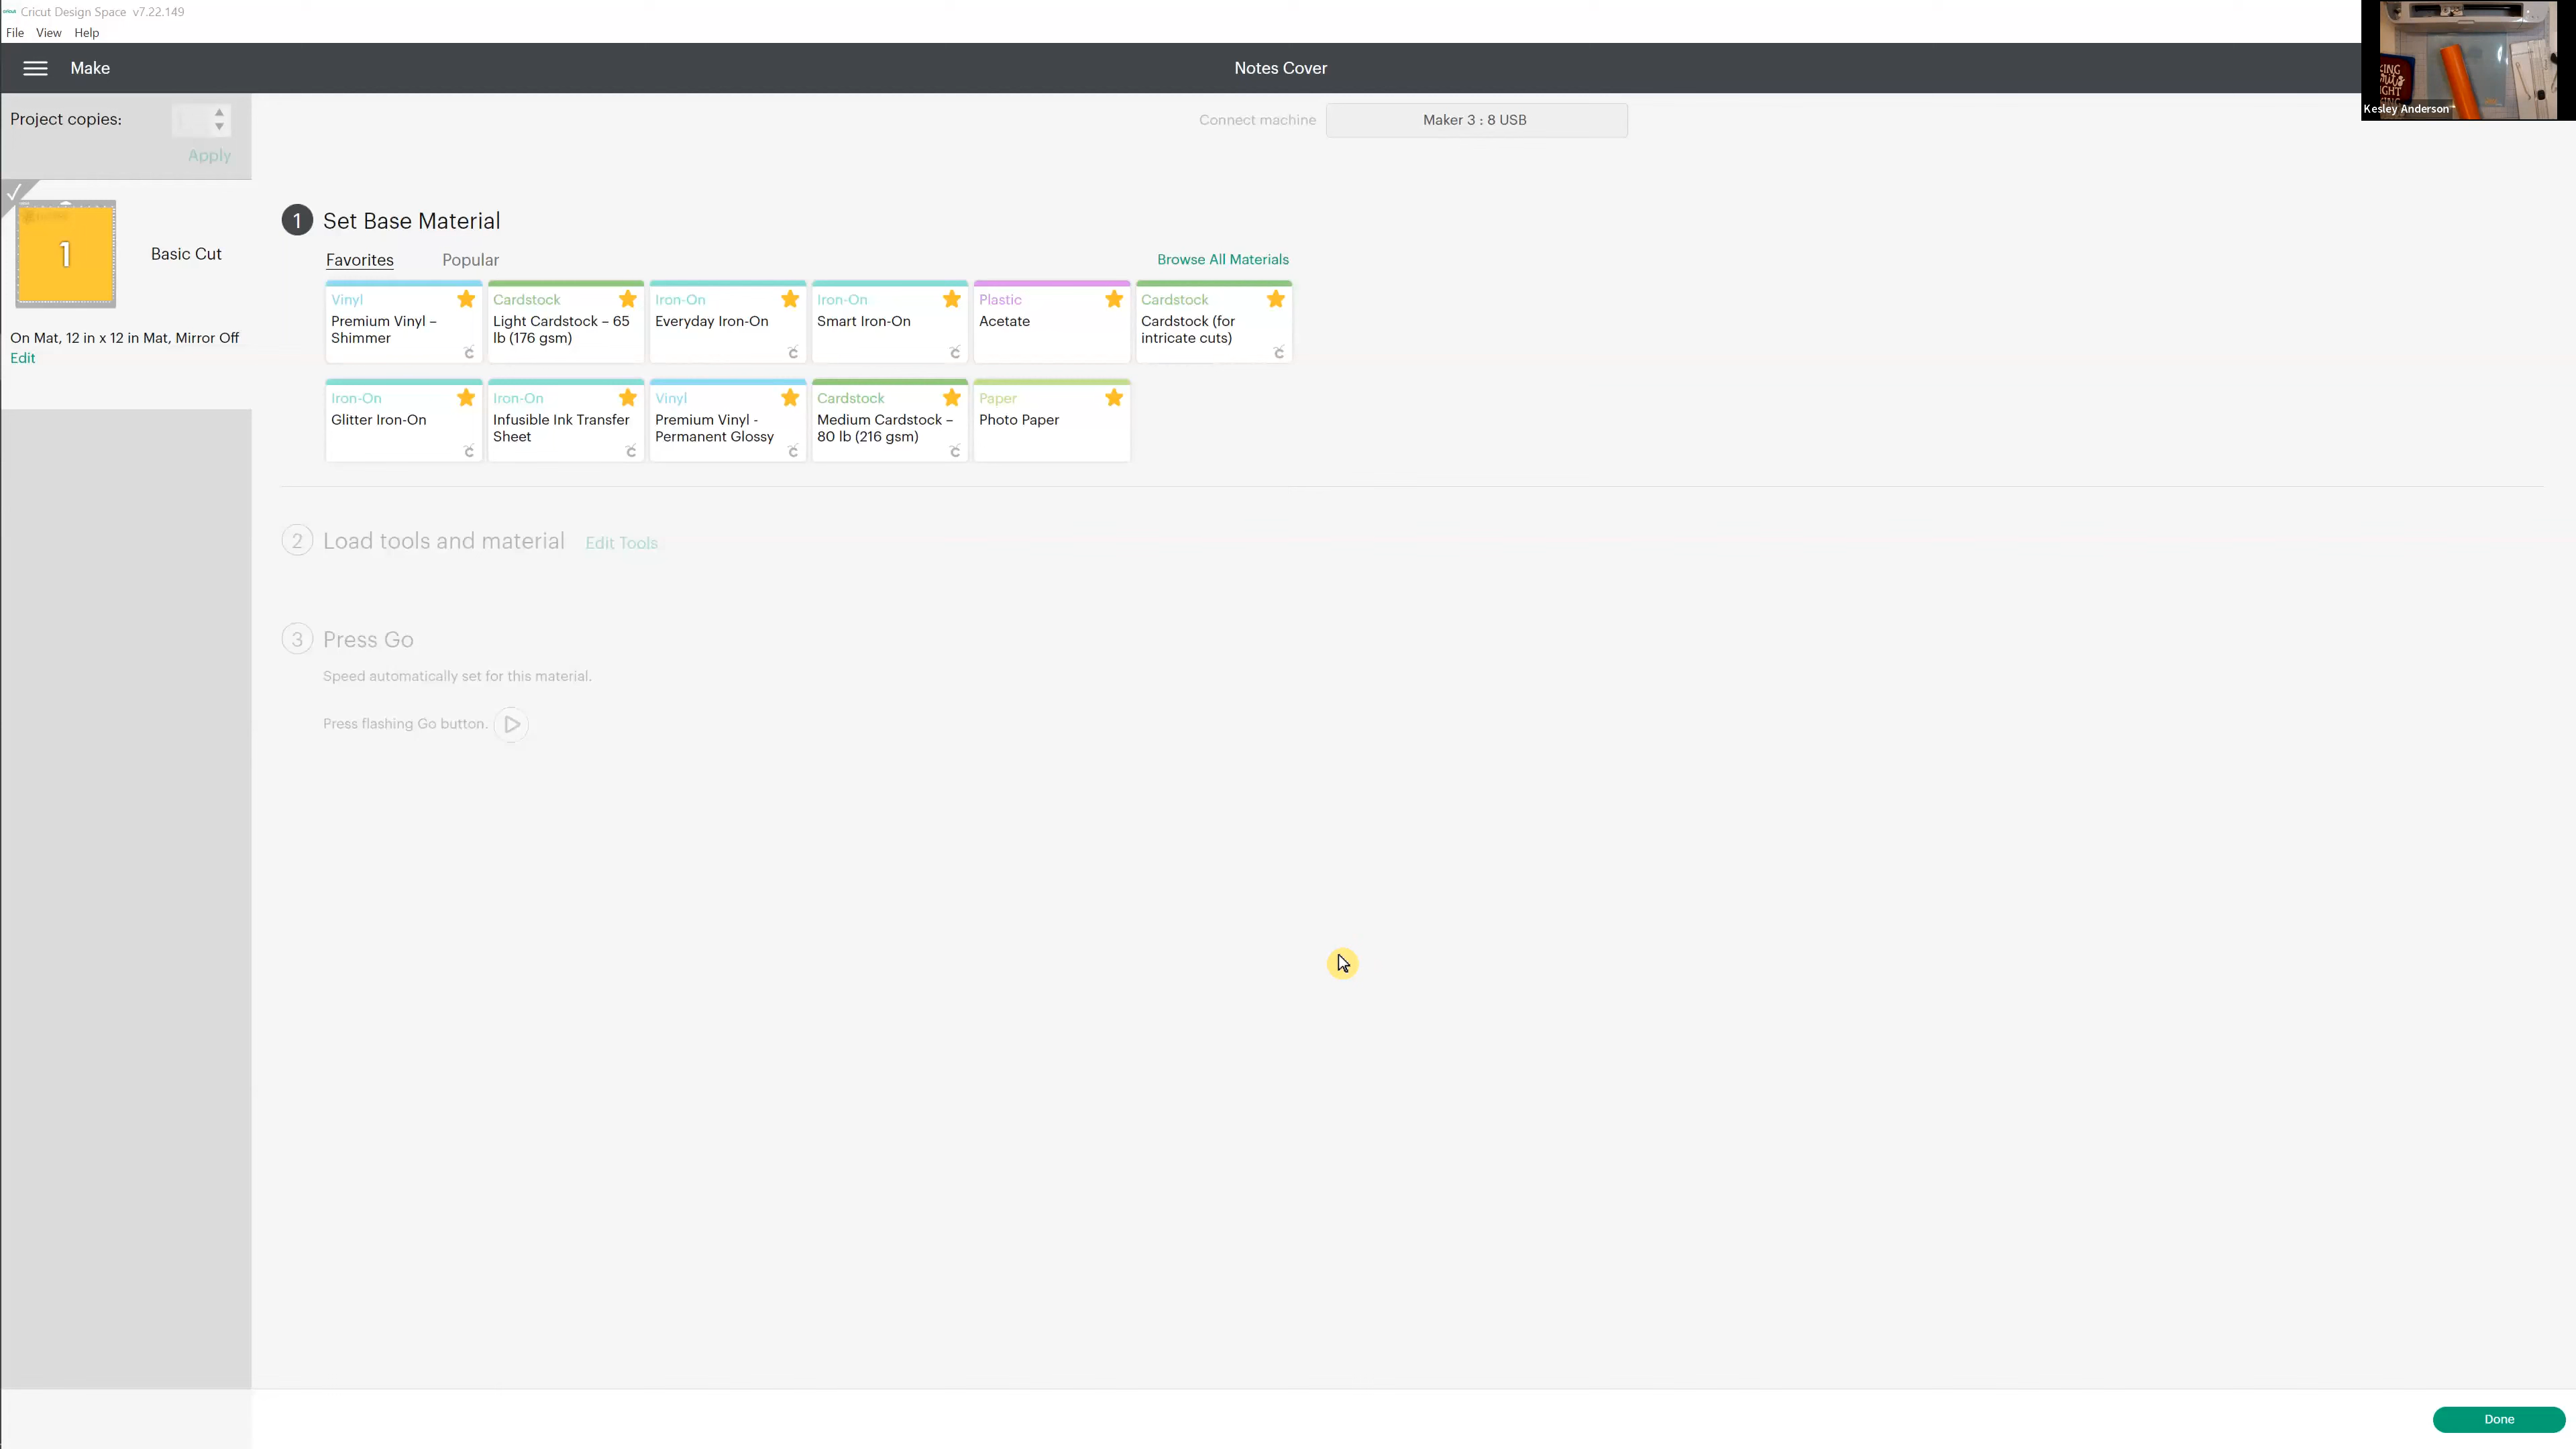 Cricut Design Space v7.22.149
File View Help
Make
Notes Cover
Kesley Anderson
Project copies:
Apply
Connect machine
Maker 3 : 8 USB
1
Basic Cut
On Mat, 12 in x 12 in Mat, Mirror Off
Edit
1 Set Base Material
Favorites Popular Browse All Materials
Vinyl
Premium Vinyl –
Shimmer
Cardstock
Light Cardstock – 65
lb (176 gsm)
Iron-On
Everyday Iron-On
Iron-On
Smart Iron-On
Plastic
Acetate
Cardstock
Cardstock (for
intricate cuts)
Iron-On
Glitter Iron-On
Iron-On
Infusible Ink Transfer
Sheet
Vinyl
Premium Vinyl -
Permanent Glossy
Cardstock
Medium Cardstock –
80 lb (216 gsm)
Paper
Photo Paper
2 Load tools and material Edit Tools
3 Press Go
Speed automatically set for this material.
Press flashing Go button.
Done